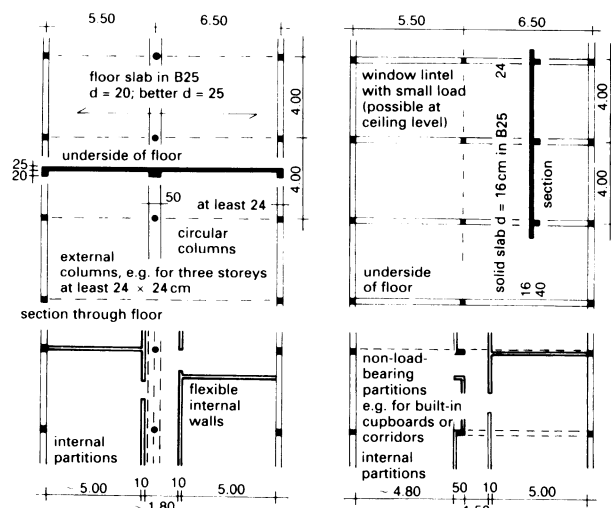 5.50
6.50
floor slab in B25
d = 20; better d = 25
4.00
underside of floor
25
20
4.00
50
at least 24
circular
columns
external
columns, e.g. for three storeys
at least 24 × 24 cm
section through floor
flexible
internal
walls
internal
partitions
~ 5.00
10
10
5.00
~ 1.80
5.50
6.50
window lintel
with small load
(possible at
ceiling level)
24
solid slab d = 16 cm in B25
section
4.00
4.00
underside
of floor
16
40
non-load-
bearing
partitions
e.g. for built-in
cupboards or
corridors
internal
partitions
~ 4.80
50
10
5.00